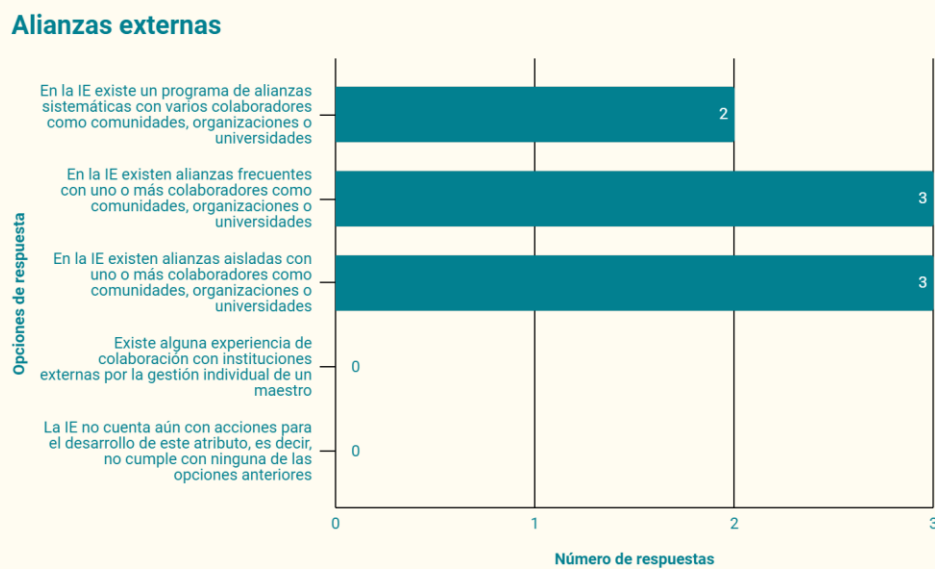 Alianzas externas
En la IE existe un programa de alianzas
sistemáticas con varios colaboradores
como comunidades, organizaciones o
universidades
2
En la IE existen alianzas frecuentes
con uno o más colaboradores como
comunidades, organizaciones o
universidades
3
En la IE existen alianzas aisladas con
uno o más colaboradores como
comunidades, organizaciones o
universidades
3
Existe alguna experiencia de
colaboración con instituciones
externas por la gestión individual de un
maestro
0
La IE no cuenta aún con acciones para
el desarrollo de este atributo, es decir,
no cumple con ninguna de las
opciones anteriores
0
Opciones de respuesta
0 1 2 3
Número de respuestas